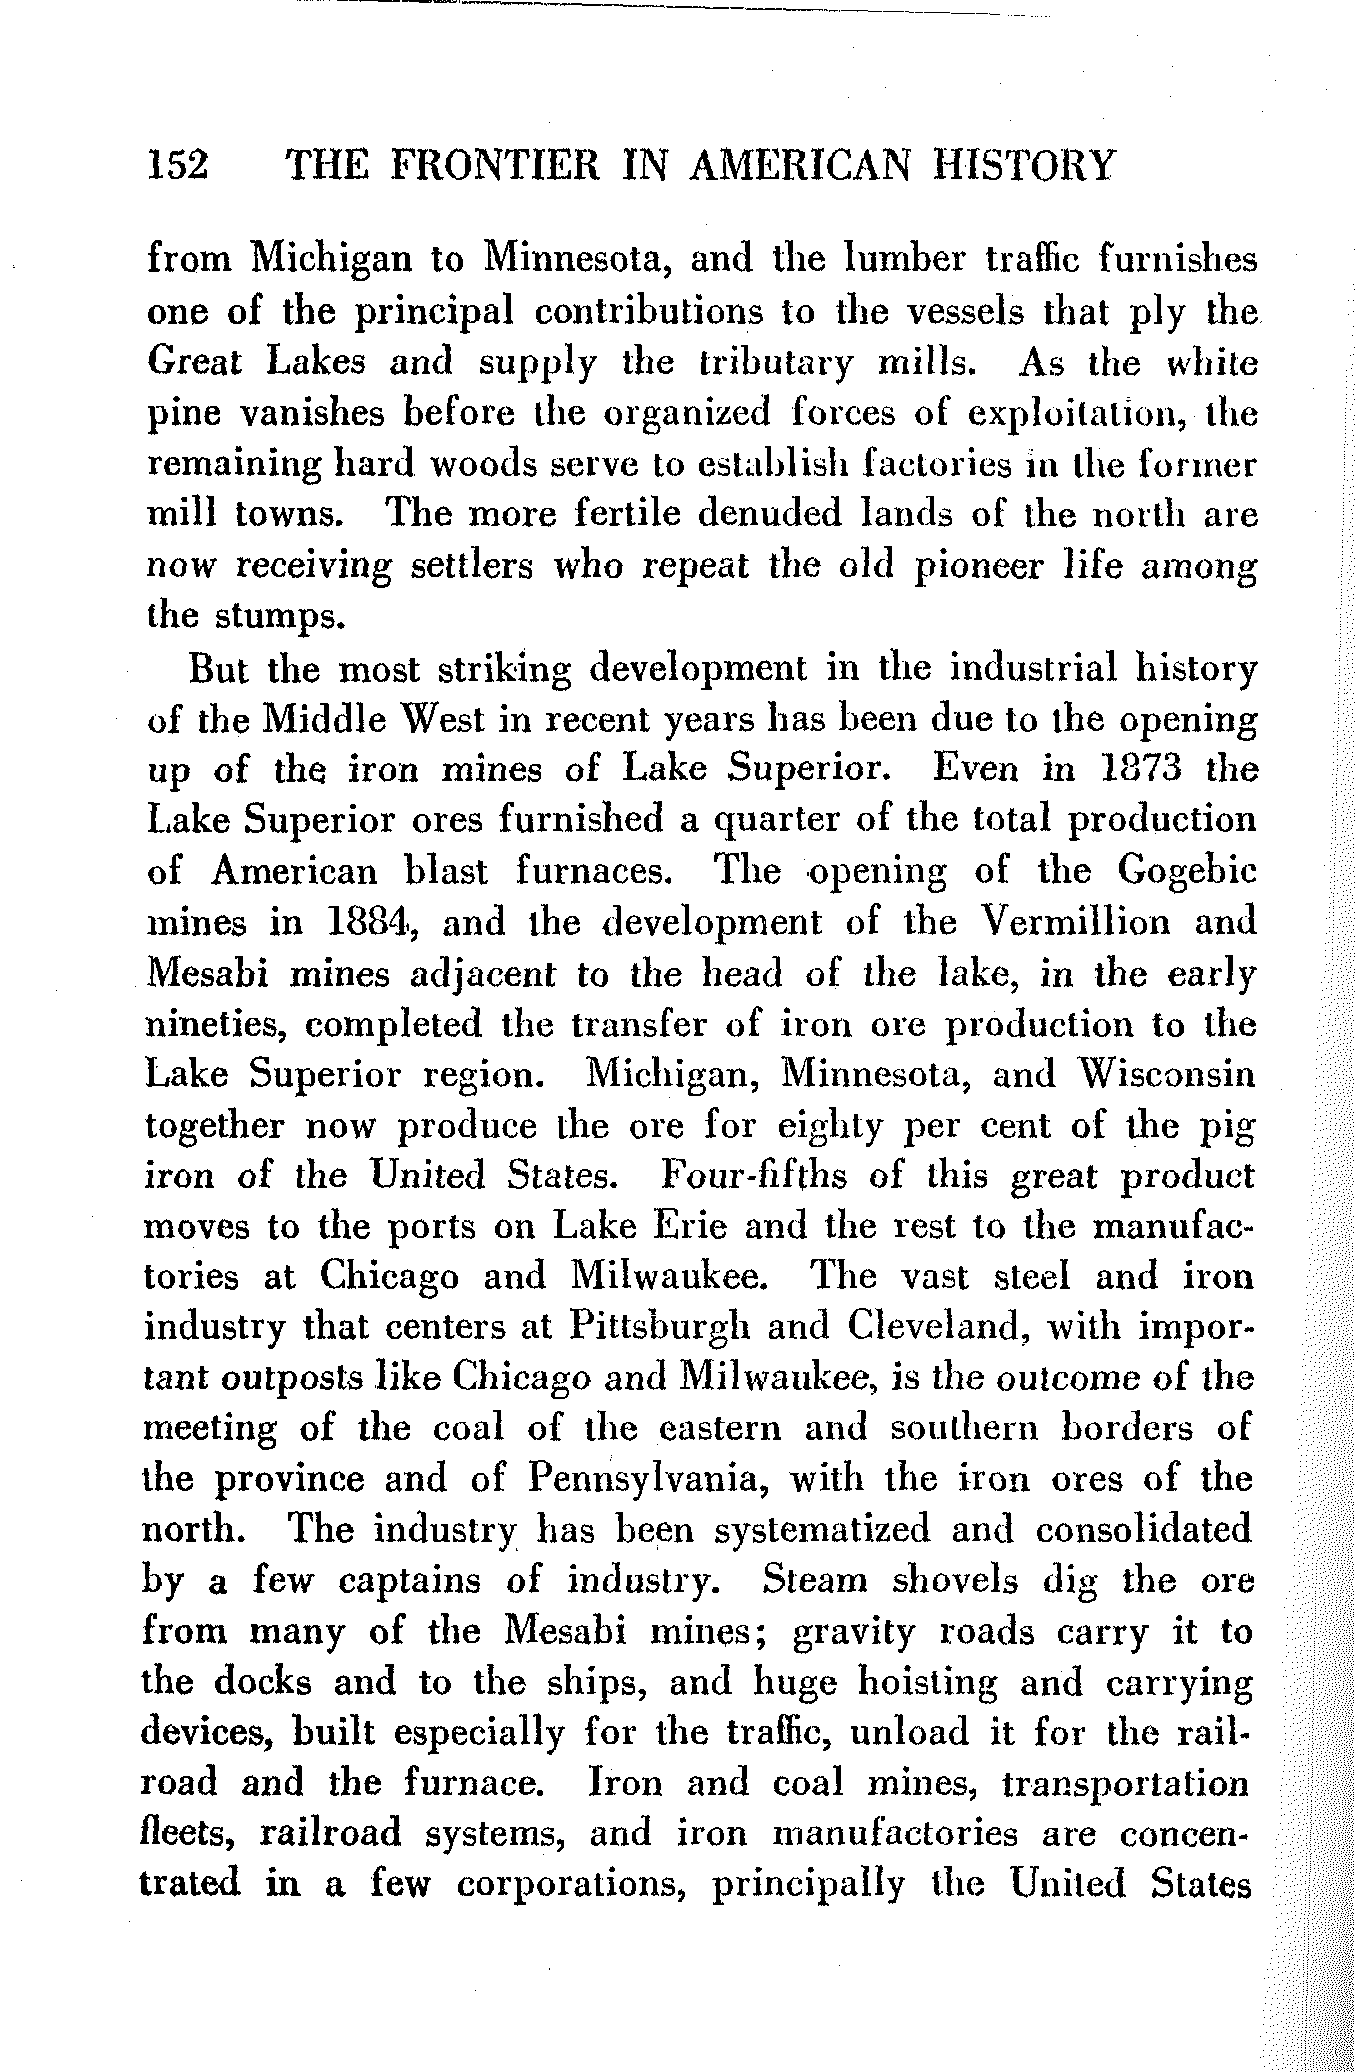 152 THE FRONTIER IN AMERICAN HISTORY
from Michigan to Minnesota, and the lumber traffic furnishes
one of the principal contributions to the vessels that ply the
Great Lakes and supply the tributary mills. As the white
pine vanishes before the organized forces of exploitation, the
remaining hard woods serve to establish factories in the former
mill towns. The more fertile denuded lands of the north are
now receiving settlers who repeat the old pioneer life among
the stumps.
But the most striking development in the industrial history
of the Middle West in recent years has been due to the opening
up of the iron mines of Lake Superior. Even in 1873 the
Lake Superior ores furnished a quarter of the total production
of American blast furnaces. The opening of the Gogebic
mines in 1884, and the development of the Vermillion and
Mesabi mines adjacent to the head of the lake, in the early
nineties, completed the transfer of iron ore production to the
Lake Superior region. Michigan, Minnesota, and Wisconsin
together now produce the ore for eighty per cent of the pig
iron of the United States. Four-fifths of this great product
moves to the ports on Lake Erie and the rest to the manufac-
tories at Chicago and Milwaukee. The vast steel and iron
industry that centers at Pittsburgh and Cleveland, with impor-
tant outposts like Chicago and Milwaukee, is the outcome of the
meeting of the coal of the eastern and southern borders of
the province and of Pennsylvania, with the iron ores of the
north. The industry has been systematized and consolidated
by a few captains of industry. Steam shovels dig the ore
from many of the Mesabi mines; gravity roads carry it to
the docks and to the ships, and huge hoisting and carrying
devices, built especially for the traffic, unload it for the rail-
road and the furnace. Iron and coal mines, transportation
fleets, railroad systems, and iron manufactories are concen-
trated in a few corporations, principally the United States